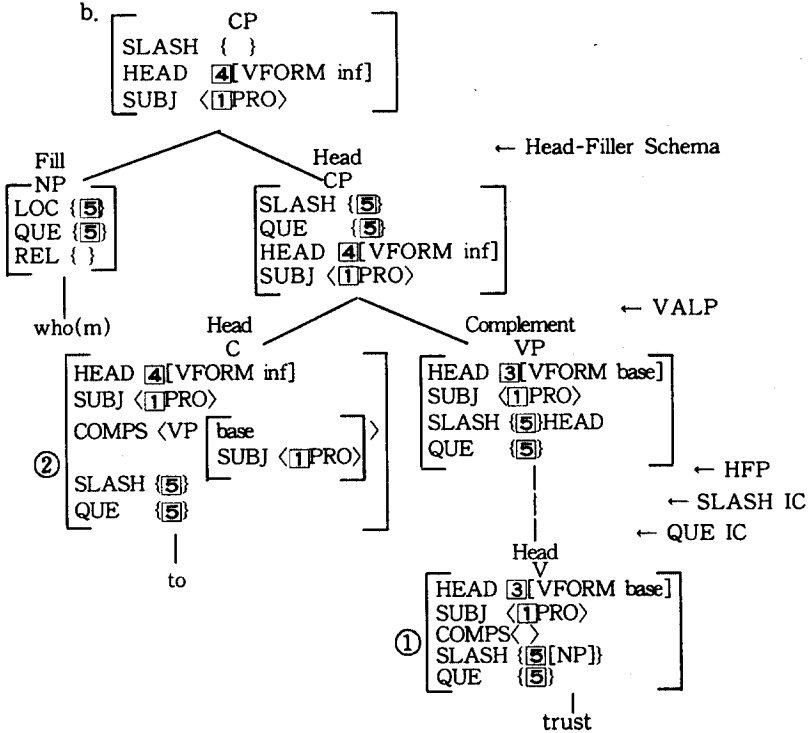 b.
CP
SLASH { }
HEAD 4[VFORM inf]
SUBJ 〈1PRO〉
← Head-Filler Schema
Fill
NP
LOC {5}
QUE {5}
REL { }
who(m)
Head
CP
SLASH {5}
QUE {5}
HEAD 4[VFORM inf]
SUBJ 〈1PRO〉
← VALP
Head
C
HEAD 4[VFORM inf]
SUBJ 〈1PRO〉
COMPS 〈VP [base
SUBJ 〈1PRO〉]〉
②
SLASH {5}
QUE {5}
to
Complement
VP
HEAD 3[VFORM base]
SUBJ 〈1PRO〉
SLASH {5}HEAD
QUE {5}
← HFP
← SLASH IC
← QUE IC
Head
V
HEAD 3[VFORM base]
SUBJ 〈1PRO〉
COMPS〈 〉
①
SLASH {5[NP]}
QUE {5}
trust